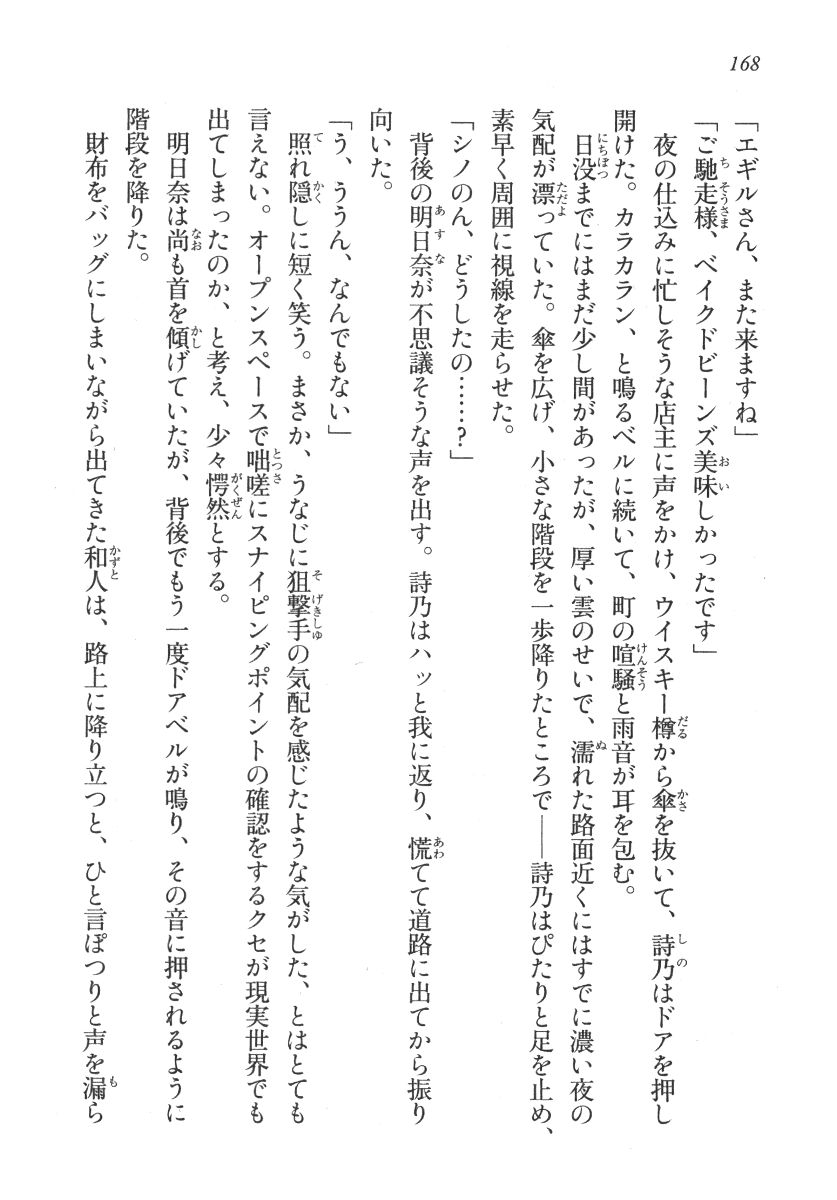 168
「エギルさん、また来ますね」
「ご馳走様、ベイクドビーンズ美味しかったです」
　夜の仕込みに忙しそうな店主に声をかけ、ウイスキー樽から傘を抜いて、詩乃はドアを押し
開けた。カラカラン、と鳴るベルに続いて、町の喧騒と雨音が耳を包む。
　日没までにはまだ少し間があったが、厚い雲のせいで、濡れた路面近くにはすでに濃い夜の
気配が漂っていた。傘を広げ、小さな階段を一歩降りたところで――詩乃はぴたりと足を止め、
素早く周囲に視線を走らせた。
「シノのん、どうしたの……？」
　背後の明日奈が不思議そうな声を出す。詩乃はハッと我に返り、慌てて道路に出てから振り
向いた。
「う、ううん、なんでもない」
　照れ隠しに短く笑う。まさか、うなじに狙撃手の気配を感じたような気がした、とはとても
言えない。オープンスペースで咄嗟にスナイピングポイントの確認をするクセが現実世界でも
出てしまったのか、と考え、少々愕然とする。
　明日奈は尚も首を傾げていたが、背後でもう一度ドアベルが鳴り、その音に押されるように
階段を降りた。
　財布をバッグにしまいながら出てきた和人は、路上に降り立つと、ひと言ぽつりと声を漏ら